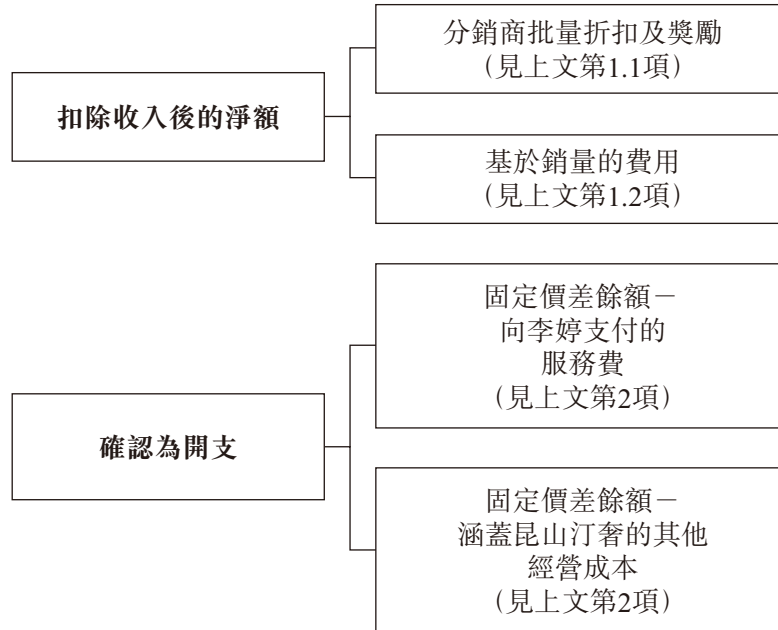 扣除收入後的淨額
分銷商批量折扣及獎勵
（見上文第1.1項）
基於銷量的費用
（見上文第1.2項）
確認為開支
固定價差餘額－
向李婷支付的
服務費
（見上文第2項）
固定價差餘額－
涵蓋昆山汀奢的其他
經營成本
（見上文第2項）